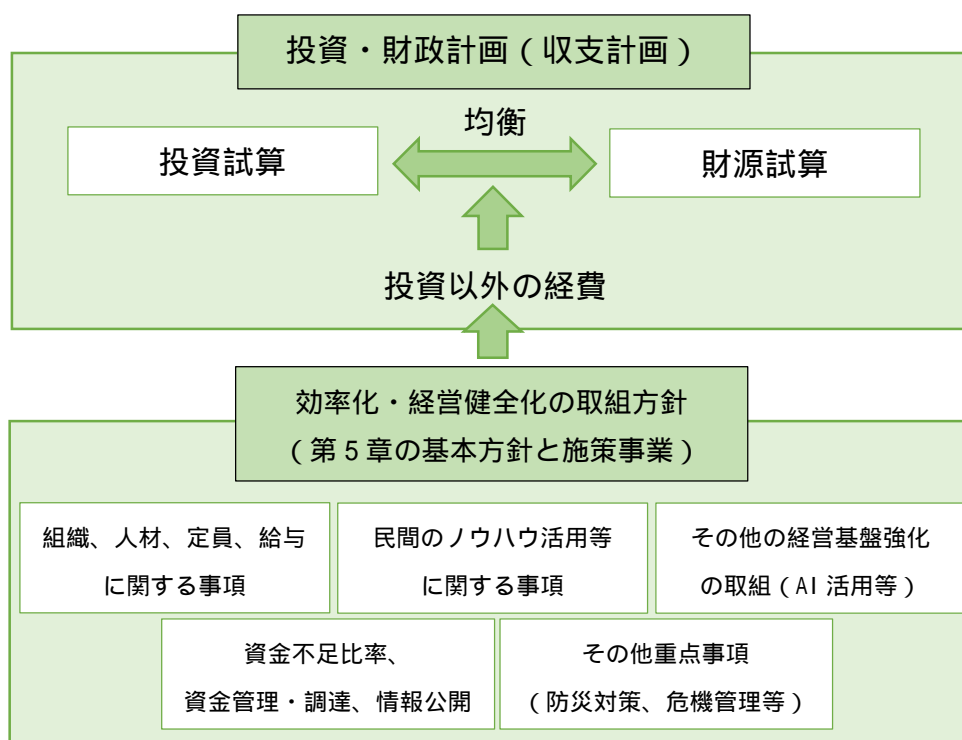 投資・財政計画（収支計画）
均衡
投資試算
財源試算
投資以外の経費
効率化・経営健全化の取組方針
（第５章の基本方針と施策事業）
組織、人材、定員、給与
に関する事項
民間のノウハウ活用等
に関する事項
その他の経営基盤強化
の取組（AI 活用等）
資金不足比率、
資金管理・調達、情報公開
その他重点事項
（防災対策、危機管理等）